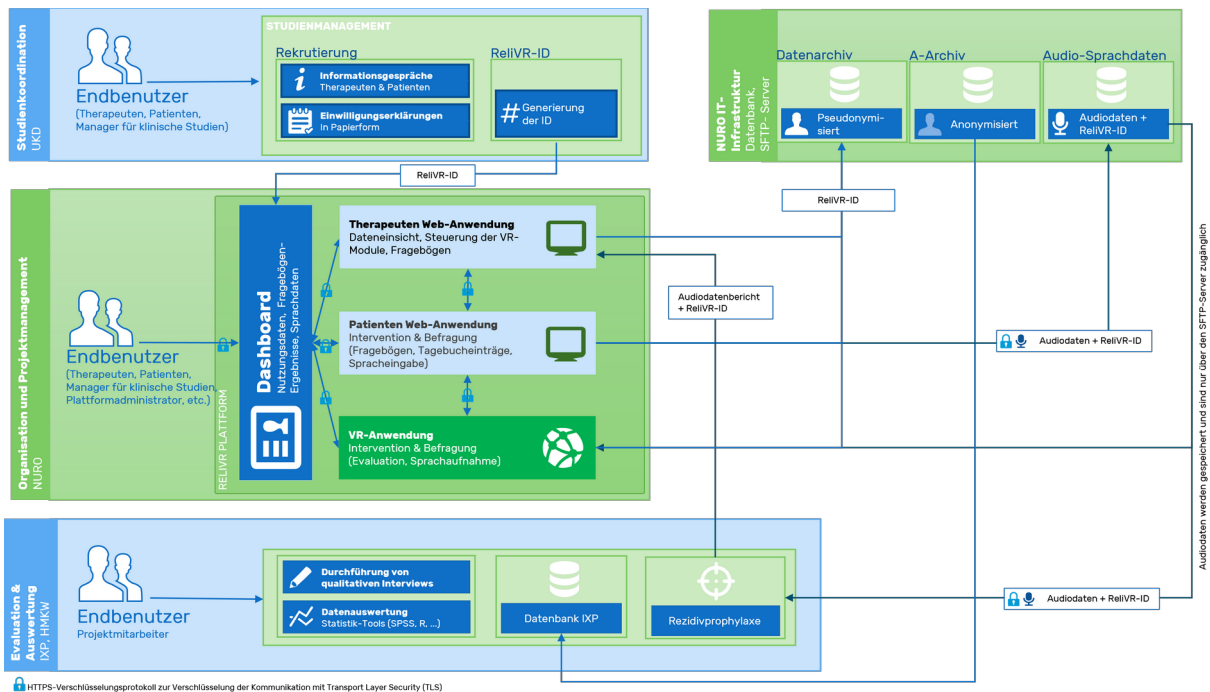 Studienkoordination
UKD
Endbenutzer
(Therapeuten, Patienten,
Manager für klinische Studien)
STUDIENMANAGEMENT
Rekrutierung
Informationsgespräche
Therapeuten & Patienten
Einwilligungserklärungen
In Papierform
ReliVR-ID
# Generierung
der ID
ReliVR-ID
NURO IT-
Infrastruktur
Datenbank,
SFTP- Server
Datenarchiv
Pseudonymi-
siert
A-Archiv
Anonymisiert
Audio-Sprachdaten
Audiodaten +
ReliVR-ID
ReliVR-ID
Organisation und Projektmanagement
NURO
Endbenutzer
(Therapeuten, Patienten,
Manager für klinische Studien,
Plattformadministrator, etc.)
RELIVR PLATTFORM
Dashboard
Nutzungsdaten, Fragebögen-
Ergebnisse, Sprachdaten
Therapeuten Web-Anwendung
Dateneinsicht, Steuerung der VR-
Module, Fragebögen
Patienten Web-Anwendung
Intervention & Befragung
(Fragebögen, Tagebucheinträge,
Spracheingabe)
VR-Anwendung
Intervention & Befragung
(Evaluation, Sprachaufnahme)
Audiodatenbericht
+ ReliVR-ID
Audiodaten + ReliVR-ID
Audiodaten werden gespeichert und sind nur über den SFTP-Server zugänglich
Evaluation &
Auswertung
IXP, HMKW
Endbenutzer
Projektmitarbeiter
Durchführung von
qualitativen Interviews
Datenauswertung
Statistik-Tools (SPSS, R, ...)
Datenbank IXP
Rezidivprophylaxe
Audiodaten + ReliVR-ID
HTTPS-Verschlüsselungsprotokoll zur Verschlüsselung der Kommunikation mit Transport Layer Security (TLS)